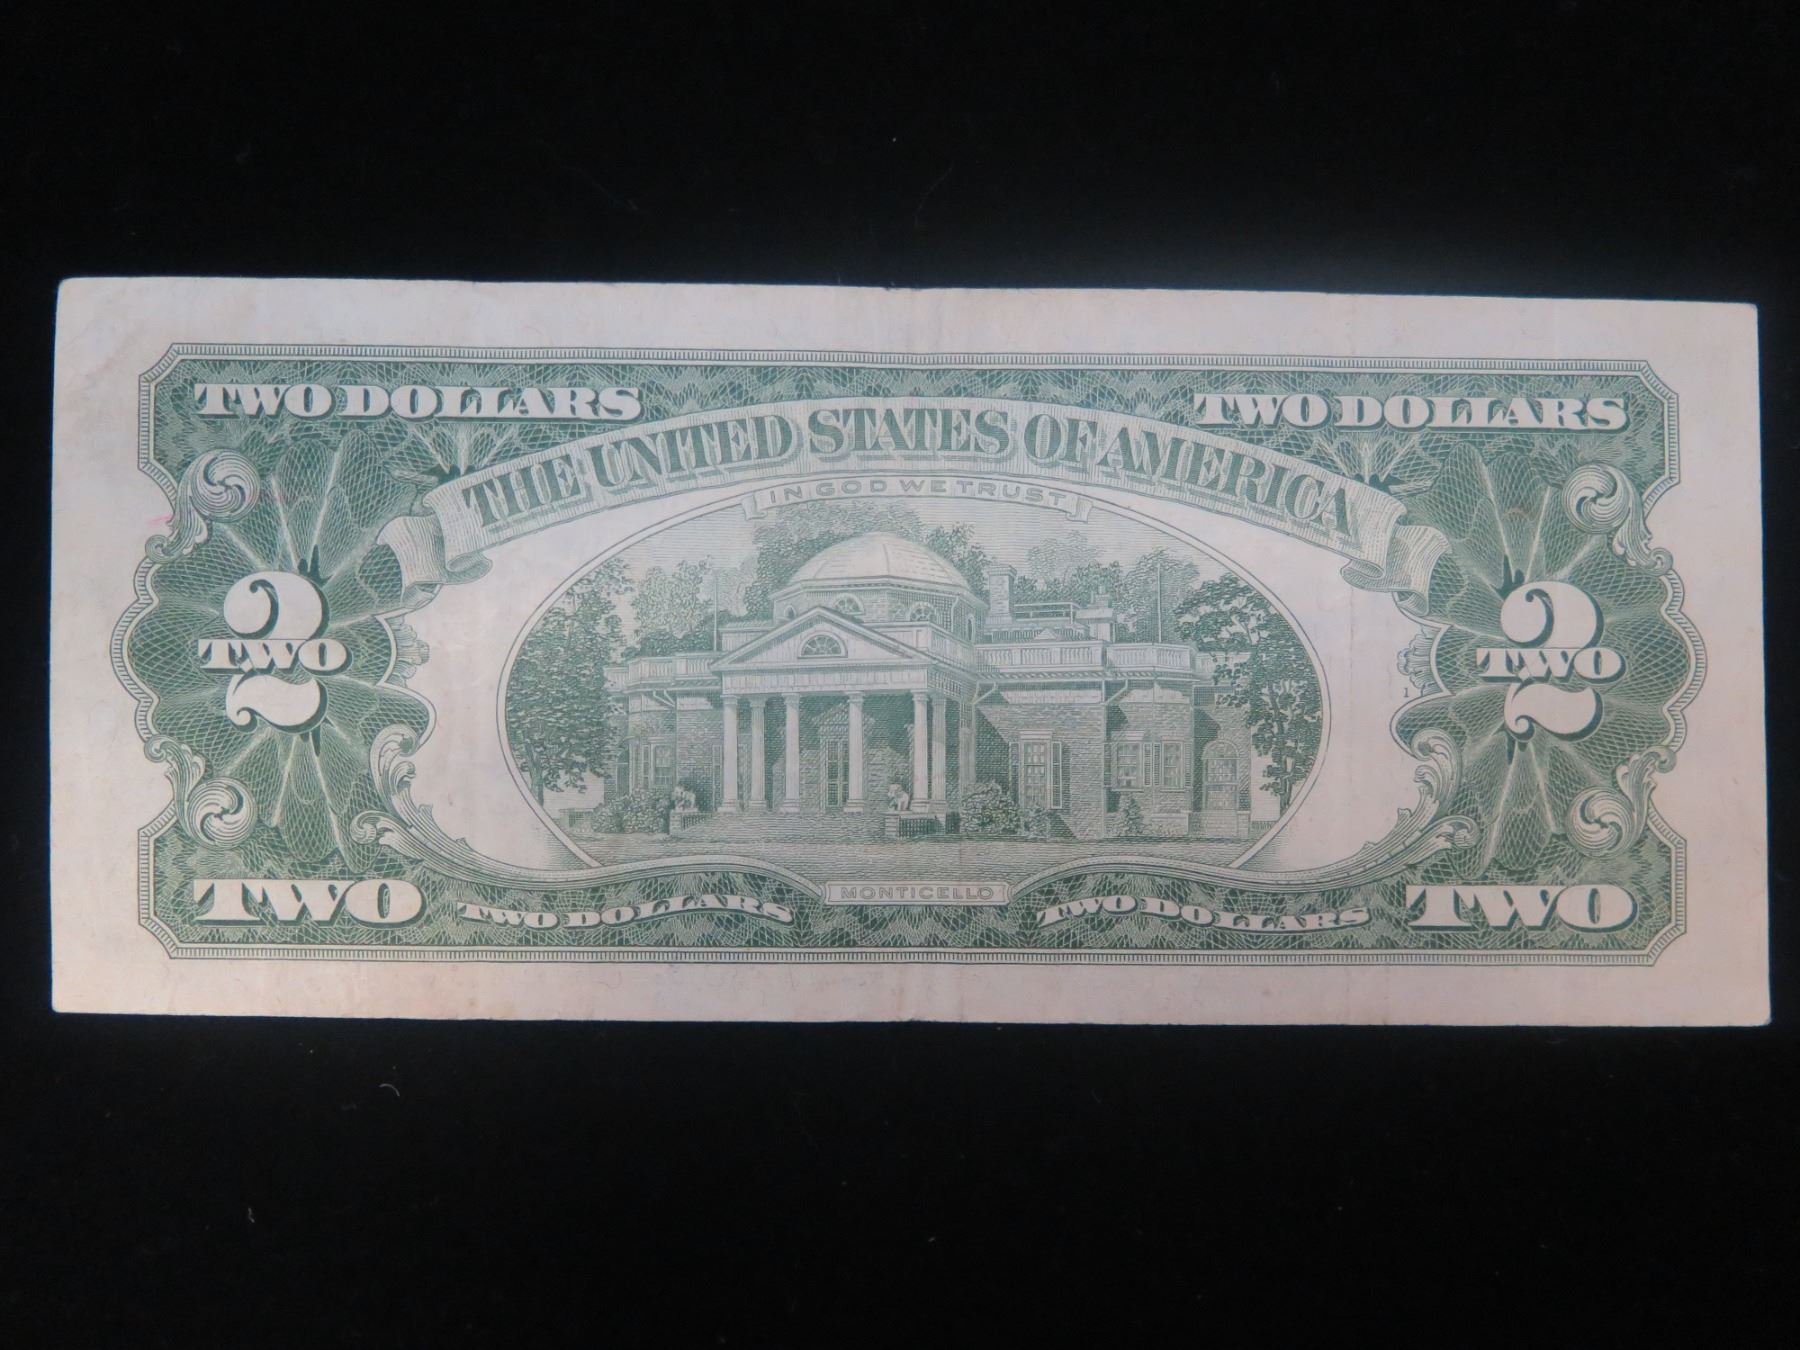 TWO DOLLARS TWO DOLLARS
THE UNITED STATES OF AMERICA
IN GOD WE TRUST
2 2
TWO TWO
1
MONTICELLO
TWO TWO DOLLARS TWO DOLLARS TWO